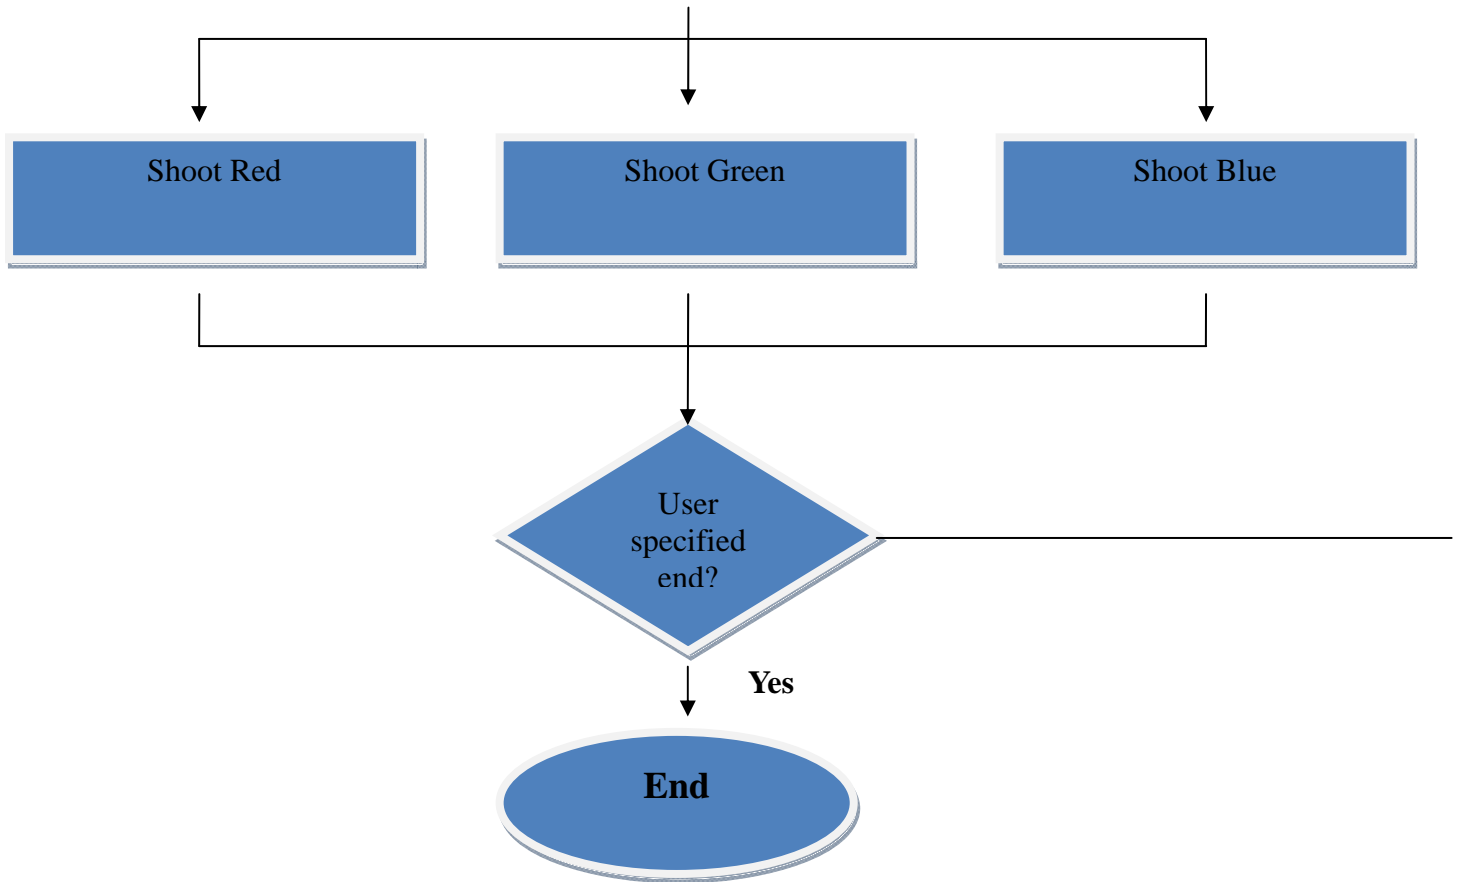 Shoot Red
Shoot Green
Shoot Blue
User
specified
end?
Yes
End